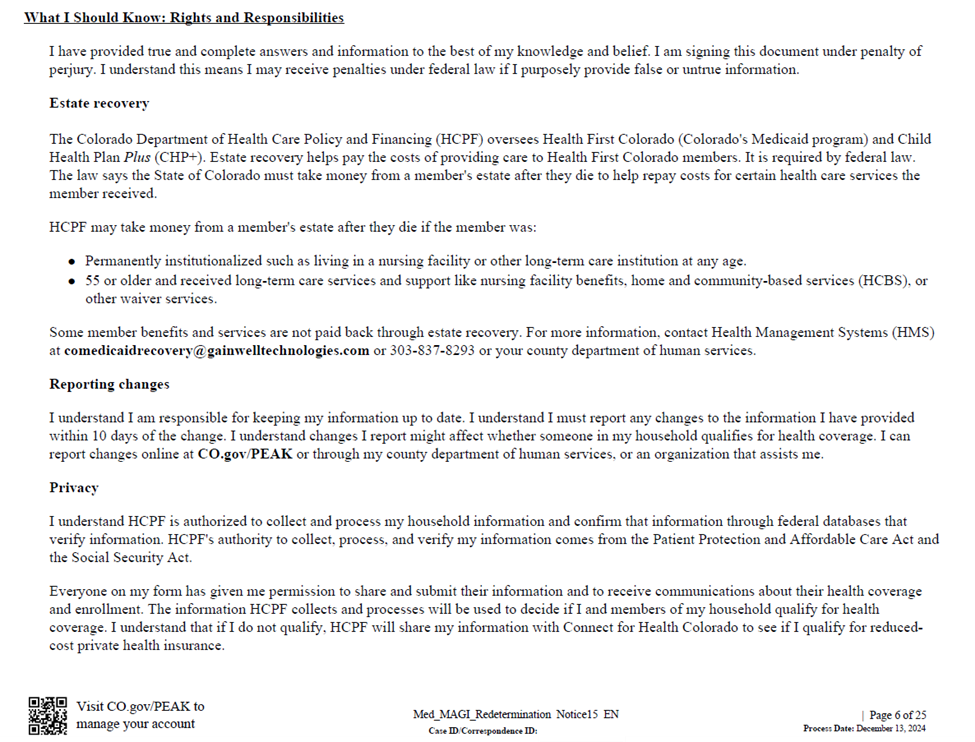 What I Should Know: Rights and Responsibilities
I have provided true and complete answers and information to the best of my knowledge and belief. I am signing this document under penalty of
perjury. I understand this means I may receive penalties under federal law if I purposely provide false or untrue information.
Estate recovery
The Colorado Department of Health Care Policy and Financing (HCPF) oversees Health First Colorado (Colorado's Medicaid program) and Child
Health Plan Plus (CHP+). Estate recovery helps pay the costs of providing care to Health First Colorado members. It is required by federal law.
The law says the State of Colorado must take money from a member's estate after they die to help repay costs for certain health care services the
member received.
HCPF may take money from a member's estate after they die if the member was:
● Permanently institutionalized such as living in a nursing facility or other long-term care institution at any age.
● 55 or older and received long-term care services and support like nursing facility benefits, home and community-based services (HCBS), or
other waiver services.
Some member benefits and services are not paid back through estate recovery. For more information, contact Health Management Systems (HMS)
at comedicaidrecovery@gainwelltechnologies.com or 303-837-8293 or your county department of human services.
Reporting changes
I understand I am responsible for keeping my information up to date. I understand I must report any changes to the information I have provided
within 10 days of the change. I understand changes I report might affect whether someone in my household qualifies for health coverage. I can
report changes online at CO.gov/PEAK or through my county department of human services, or an organization that assists me.
Privacy
I understand HCPF is authorized to collect and process my household information and confirm that information through federal databases that
verify information. HCPF's authority to collect, process, and verify my information comes from the Patient Protection and Affordable Care Act and
the Social Security Act.
Everyone on my form has given me permission to share and submit their information and to receive communications about their health coverage
and enrollment. The information HCPF collects and processes will be used to decide if I and members of my household qualify for health
coverage. I understand that if I do not qualify, HCPF will share my information with Connect for Health Colorado to see if I qualify for reduced-
cost private health insurance.
Visit CO.gov/PEAK to
manage your account
Med_MAGI_Redetermination Notice15 EN
Case ID/Correspondence ID:
| Page 6 of 25
Process Date: December 13, 2024